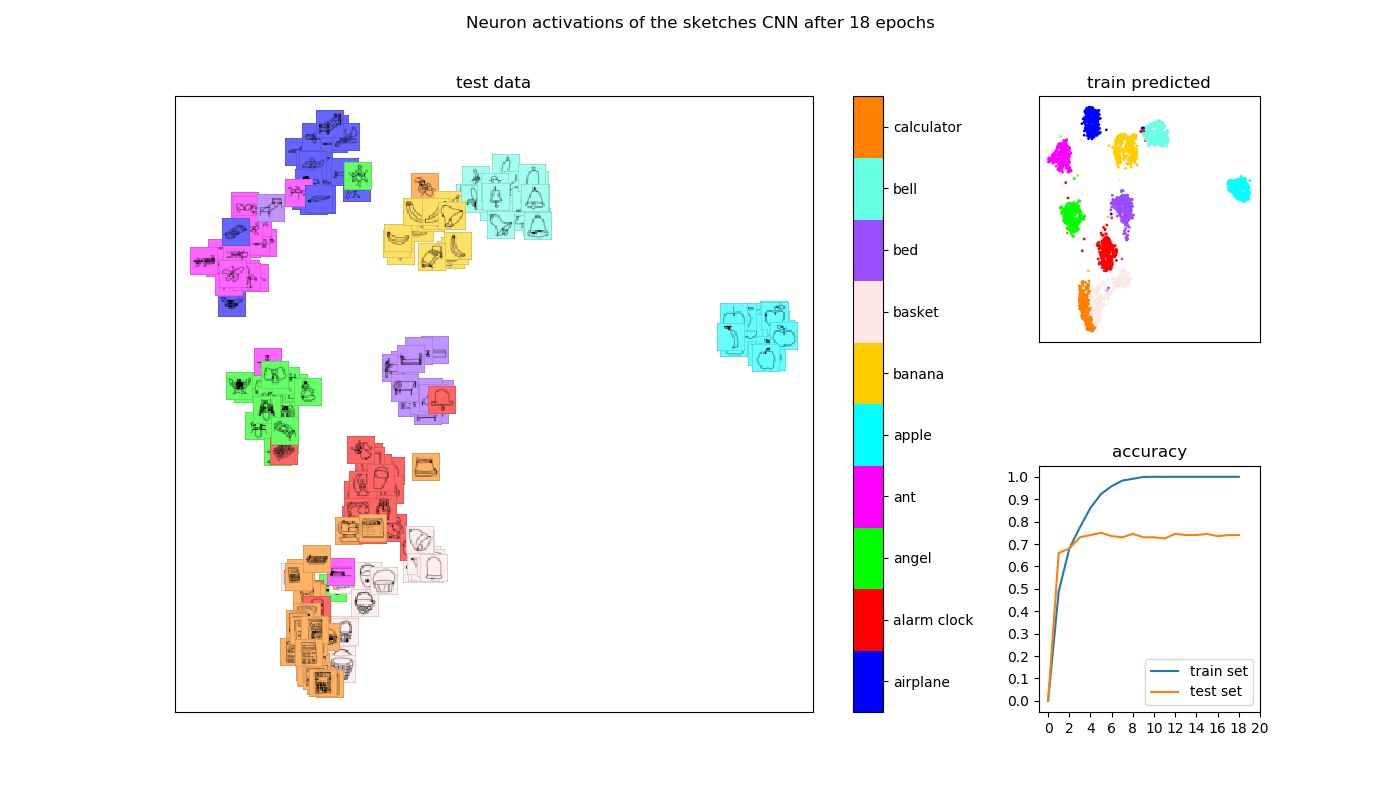 Neuron activations of the sketches CNN after 18 epochs
test data
calculator
bell
bed
basket
banana
apple
ant
angel
alarm clock
airplane
train predicted
accuracy
1.0
0.9
0.8
0.7
0.6
0.5
0.4
0.3
0.2
0.1
0.0
train set
test set
0 2 4 6 8 10 12 14 16 18 20